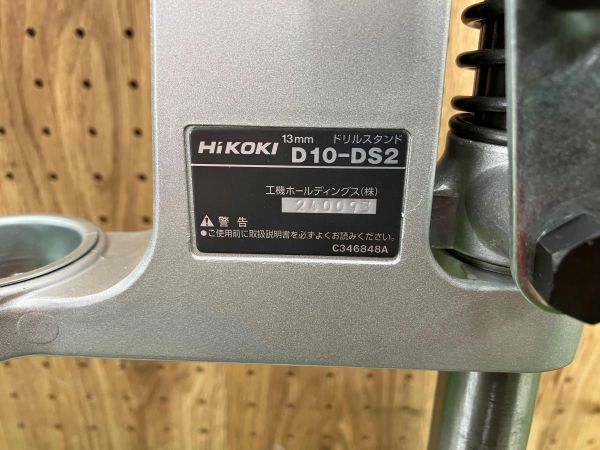 13mm ドリルスタンド
HiKOKI D10-DS2
工機ホールディングス(株)
240093
⚠ 警告
●ご使用前に取扱説明書を必ずよくお読みください。
C346848A